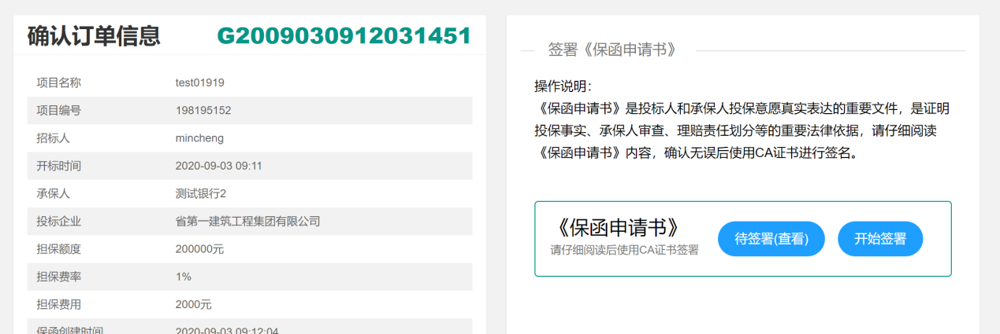 确认订单信息 G2009030912031451
项目名称 test01919
项目编号 198195152
招标人 mincheng
开标时间 2020-09-03 09:11
承保人 测试银行2
投标企业 省第一建筑工程集团有限公司
担保额度 200000元
担保费率 1%
担保费用 2000元
保函创建时间 2020-09-03 09:12:04
签署《保函申请书》
操作说明：
《保函申请书》是投标人和承保人投保意愿真实表达的重要文件，是证明
投保事实、承保人审查、理赔责任划分等的重要法律依据，请仔细阅读
《保函申请书》内容，确认无误后使用CA证书进行签名。
《保函申请书》
请仔细阅读后使用CA证书签署
待签署(查看) 开始签署